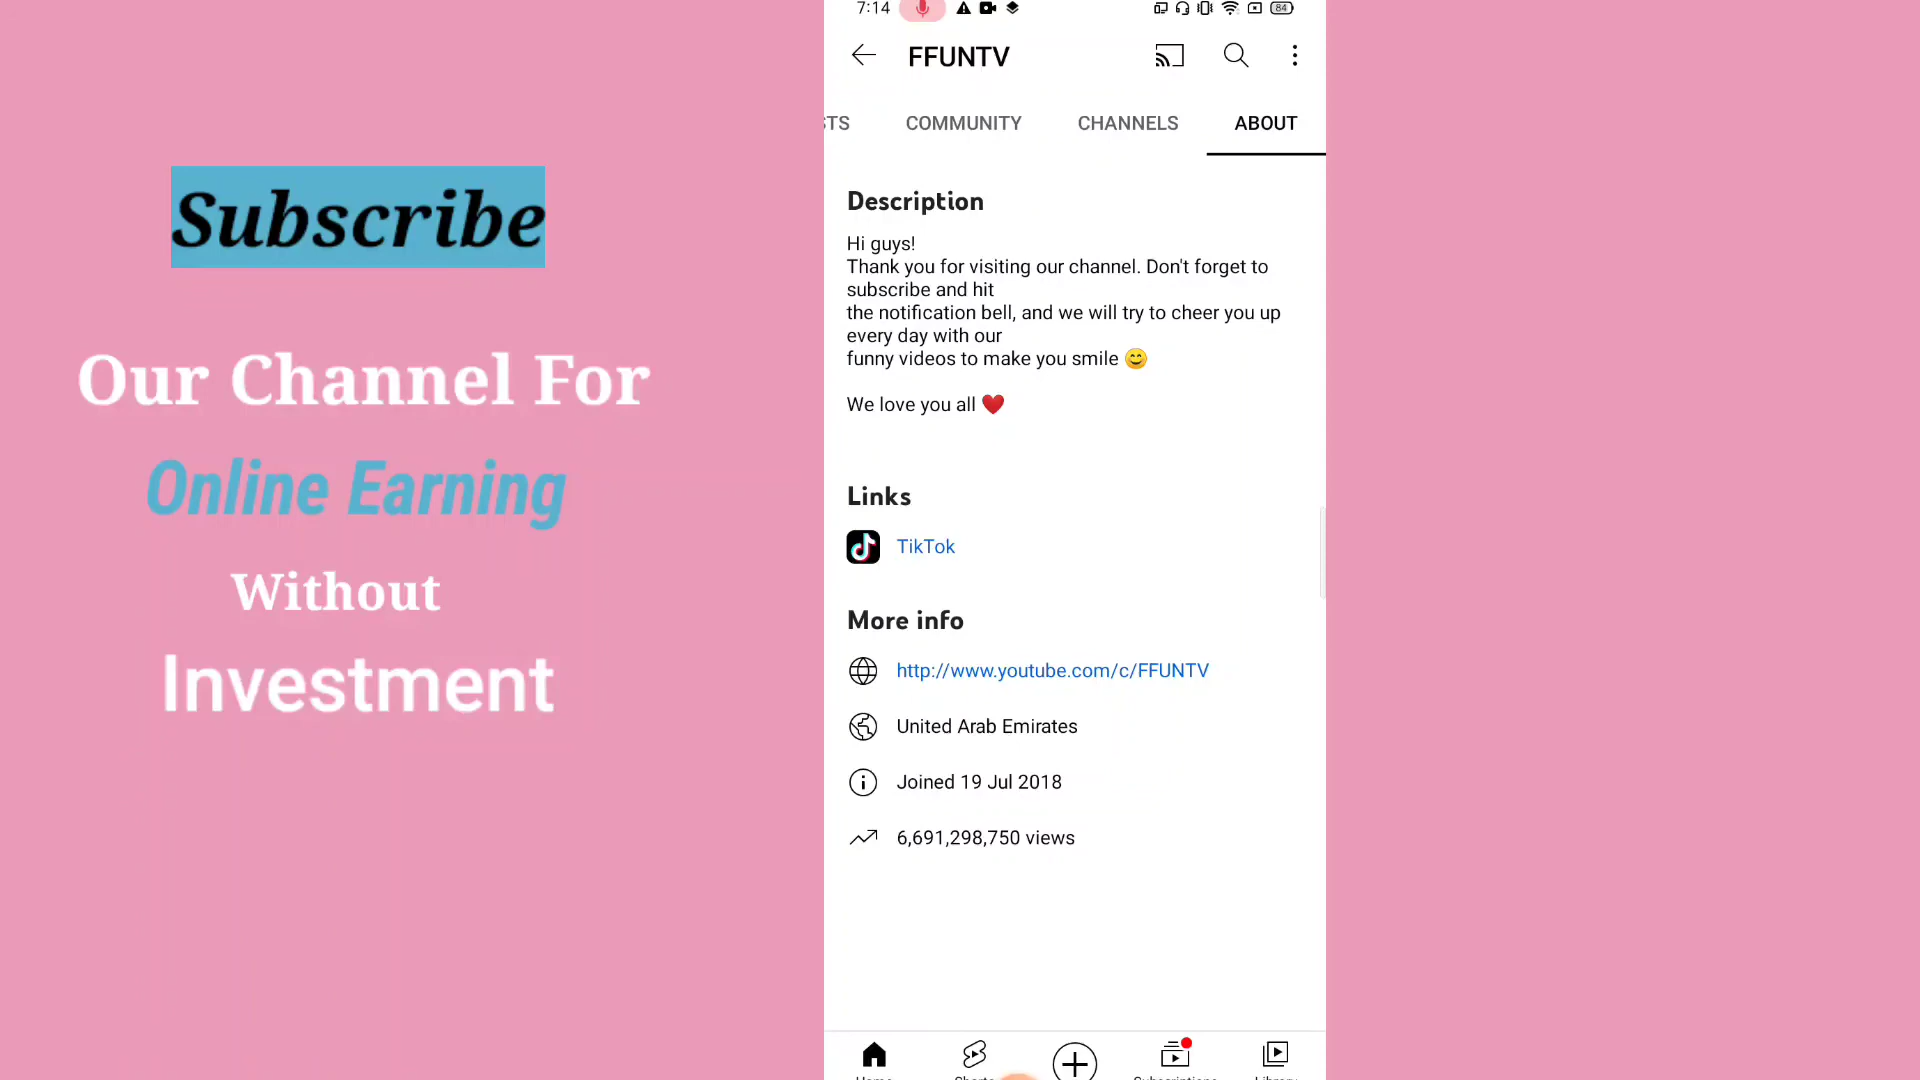 Subscribe
Our Channel For
Online Earning
Without
Investment
7:14
84
FFUNTV
COMMUNITY CHANNELS ABOUT
Description
Hi guys!
Thank you for visiting our channel. Don't forget to
subscribe and hit
the notification bell, and we will try to cheer you up
every day with our
funny videos to make you smile 😊
We love you all ❤️
Links
TikTok
More info
http://www.youtube.com/c/FFUNTV
United Arab Emirates
Joined 19 Jul 2018
6,691,298,750 views